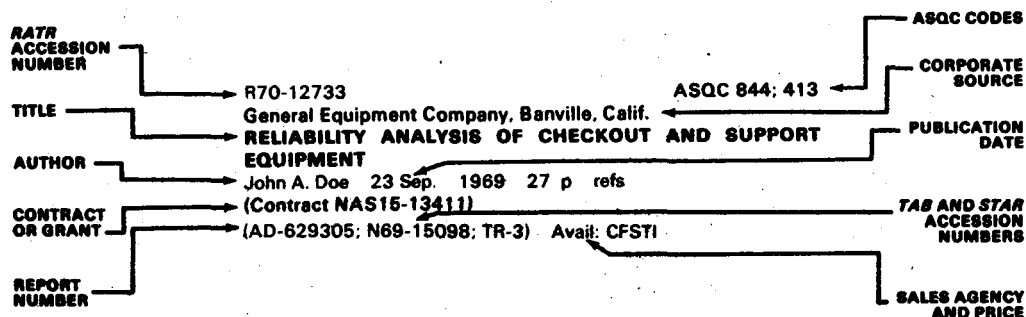 ASQC CODES
RATR
ACCESSION
NUMBER
CORPORATE
SOURCE
R70-12733 ASQC 844; 413
TITLE
General Equipment Company, Banville, Calif.
RELIABILITY ANALYSIS OF CHECKOUT AND SUPPORT
EQUIPMENT
PUBLICATION
DATE
AUTHOR
John A. Doe 23 Sep. 1969 27 p refs
CONTRACT
OR GRANT
(Contract NAS15-13411)
TAB AND STAR
ACCESSION
NUMBERS
(AD-629305; N69-15098; TR-3) Avail: CFSTI
REPORT
NUMBER
SALES AGENCY
AND PRICE